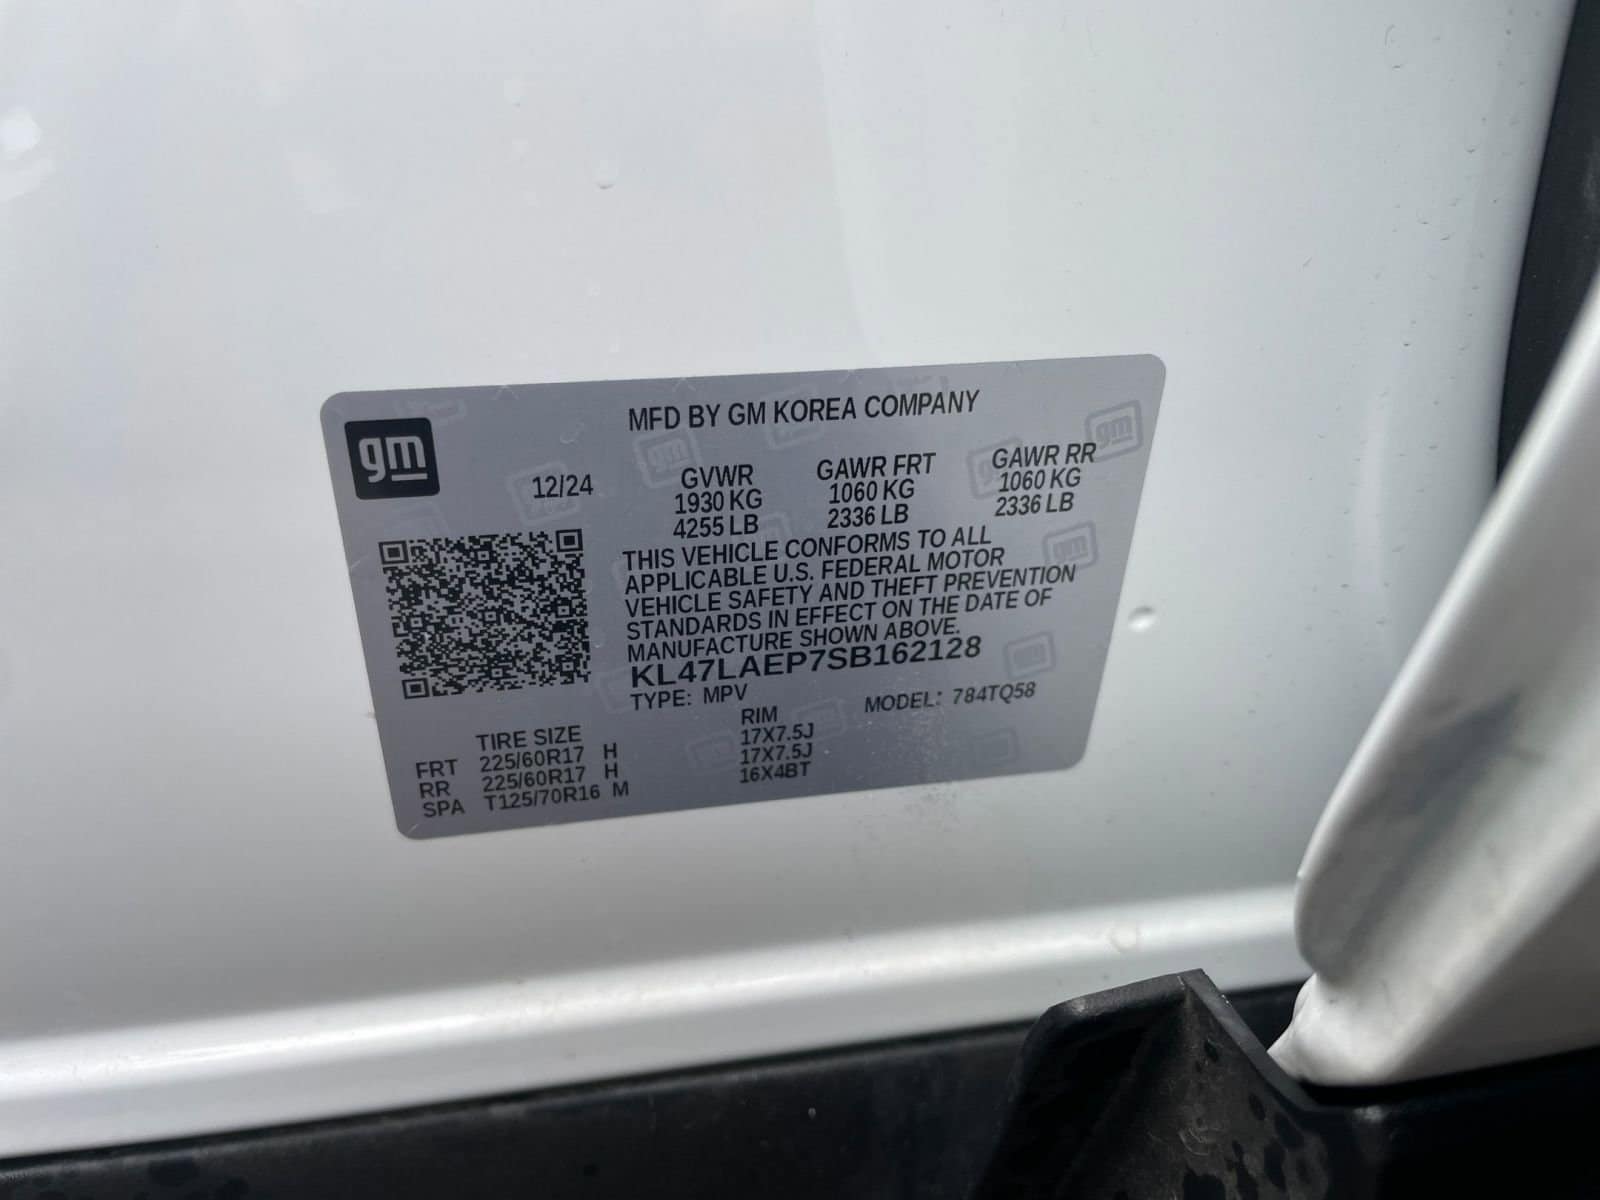 gm
MFD BY GM KOREA COMPANY
12/24
GVWR GAWR FRT GAWR RR
1930 KG 1060 KG 1060 KG
4255 LB 2336 LB 2336 LB
THIS VEHICLE CONFORMS TO ALL
APPLICABLE U.S. FEDERAL MOTOR
VEHICLE SAFETY AND THEFT PREVENTION
STANDARDS IN EFFECT ON THE DATE OF
MANUFACTURE SHOWN ABOVE.
KL47LAEP7SB162128
TYPE: MPV MODEL: 784TQ58
TIRE SIZE RIM
FRT 225/60R17 H 17X7.5J
RR 225/60R17 H 17X7.5J
SPA T125/70R16 M 16X4BT